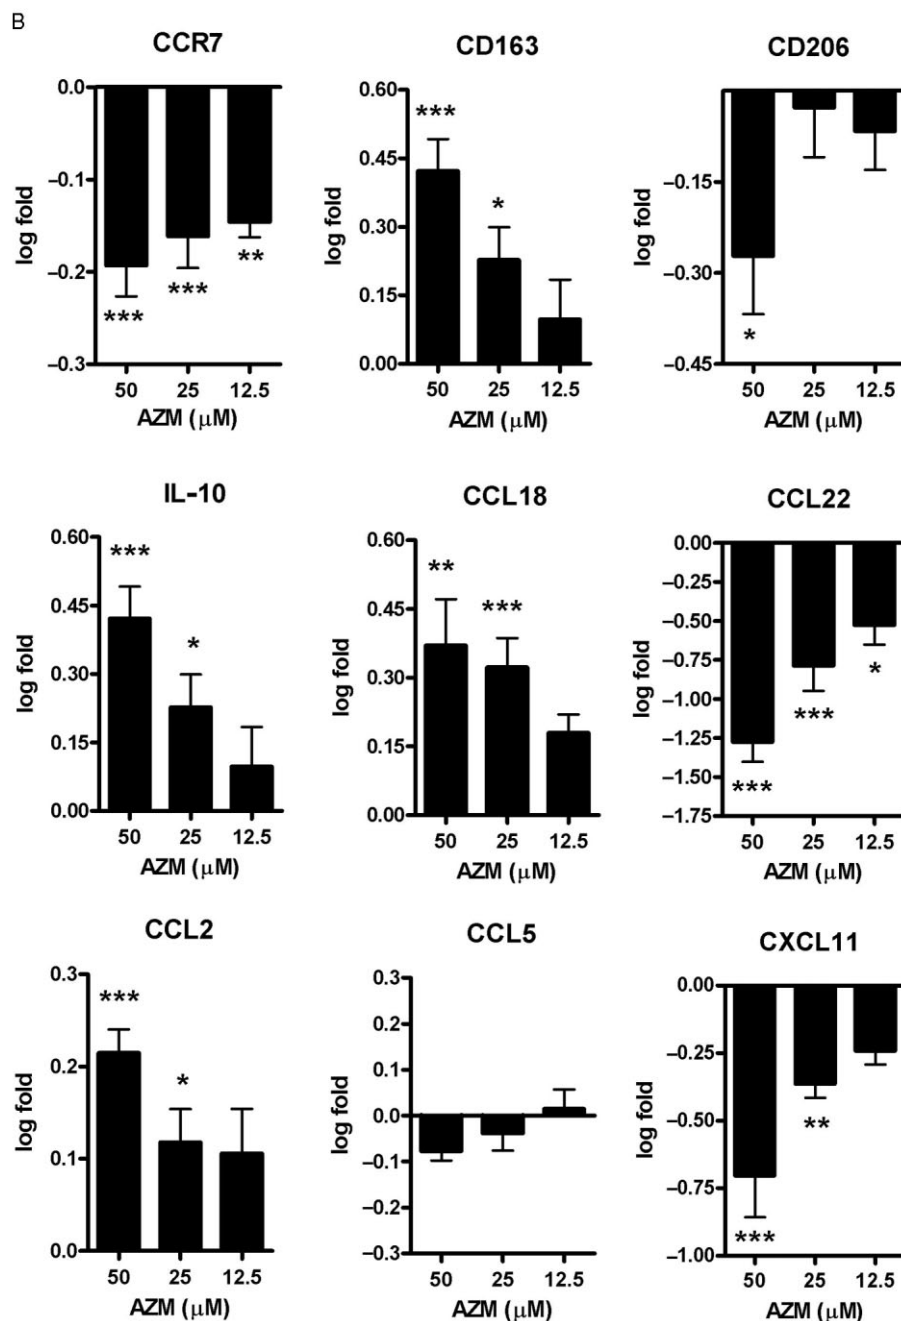 B
CCR7
0.0
−0.1
−0.2
−0.3
log fold
***
***
**
50 25 12.5
AZM (μM)
CD163
0.60
0.45
0.30
0.15
0.00
log fold
***
*
50 25 12.5
AZM (μM)
CD206
−0.15
−0.30
−0.45
log fold
*
50 25 12.5
AZM (μM)
IL-10
0.60
0.45
0.30
0.15
0.00
log fold
***
*
50 25 12.5
AZM (μM)
CCL18
0.60
0.45
0.30
0.15
0.00
log fold
**
***
50 25 12.5
AZM (μM)
CCL22
0.00
−0.25
−0.50
−0.75
−1.00
−1.25
−1.50
−1.75
log fold
***
***
*
50 25 12.5
AZM (μM)
CCL2
0.3
0.2
0.1
0.0
log fold
***
*
50 25 12.5
AZM (μM)
CCL5
0.3
0.2
0.1
0.0
−0.1
−0.2
−0.3
log fold
50 25 12.5
AZM (μM)
CXCL11
0.00
−0.25
−0.50
−0.75
−1.00
log fold
***
**
50 25 12.5
AZM (μM)